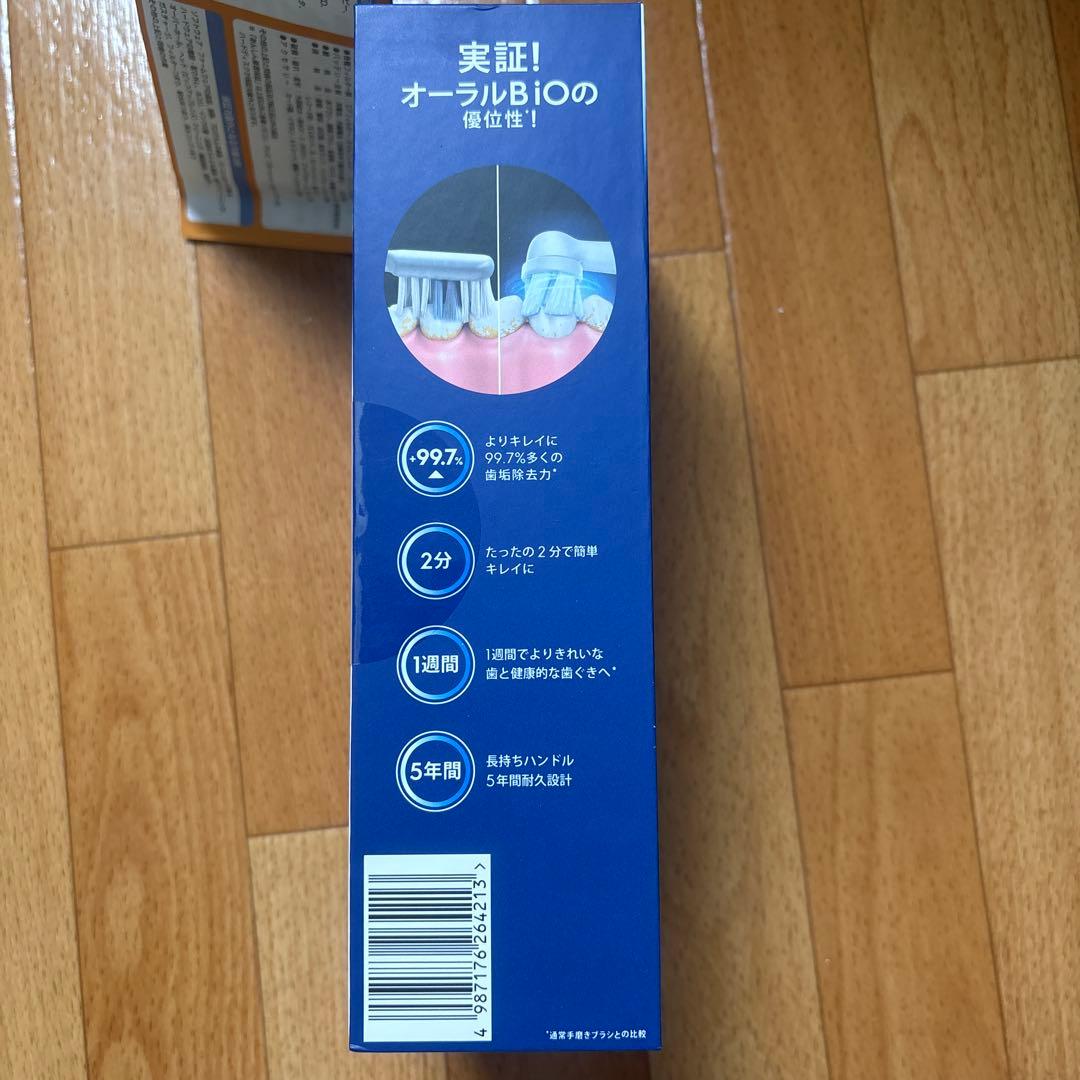 実証!
オーラルB iOの
優位性*!
+99.7%
よりキレイに
99.7%多くの
歯垢除去力*
2分
たったの2分で簡単
キレイに
1週間
1週間でよりきれいな
歯と健康的な歯ぐきへ*
5年間
長持ちハンドル
5年間耐久設計
4 987176 264213 >
*通常手磨きブラシとの比較